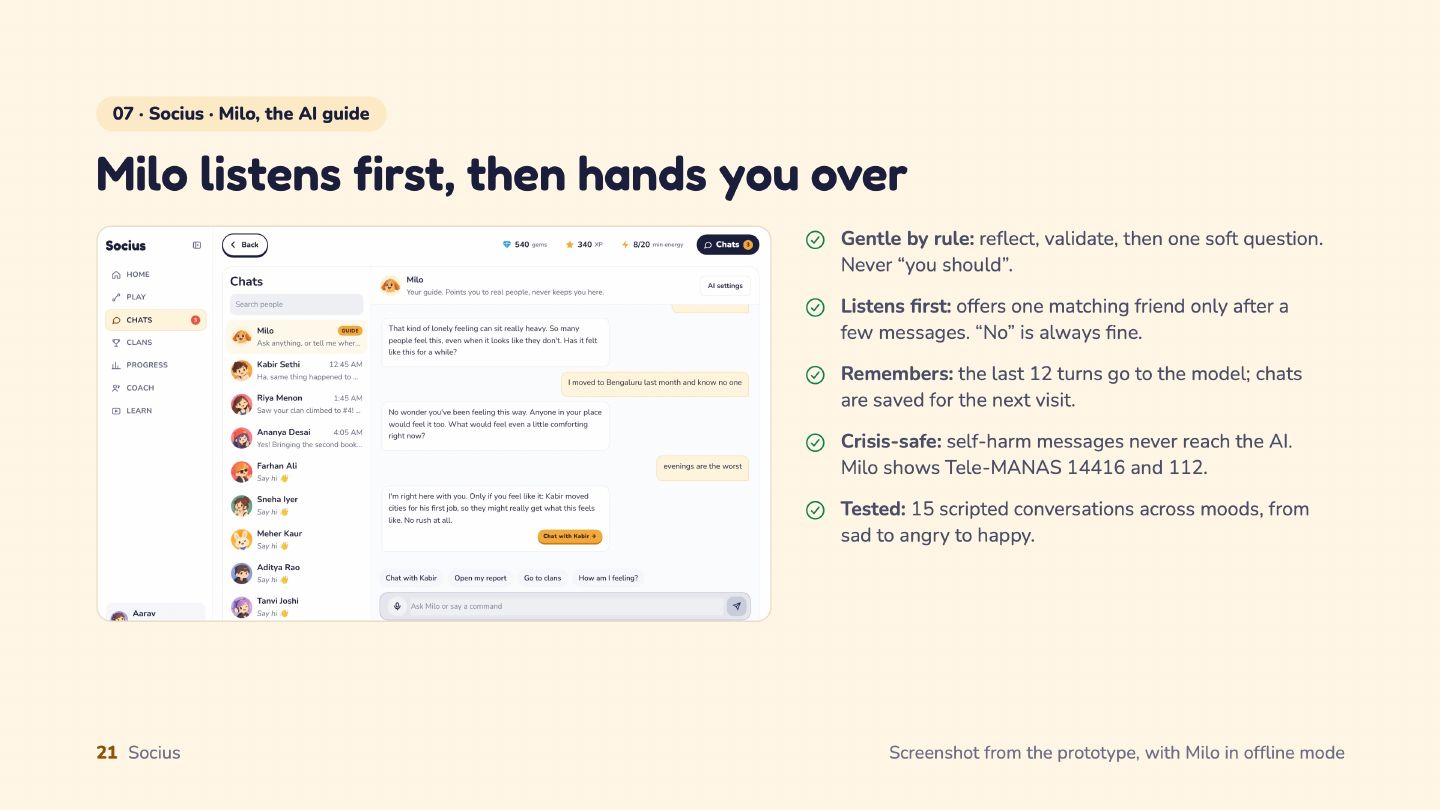 07 · Socius · Milo, the AI guide
Milo listens first, then hands you over
Socius
HOME
PLAY
CHATS
3
CLANS
PROGRESS
COACH
LEARN
Aarav
Back
540 gems
340 XP
8/20 min energy
Chats 3
Chats
Search people
Milo
GUIDE
Ask anything, or tell me wher...
Kabir Sethi
12:45 AM
Ha, same thing happened to ...
Riya Menon
1:45 AM
Saw your clan climbed to #4! ...
Ananya Desai
4:05 AM
Yes! Bringing the second book...
Farhan Ali
Say hi 👋
Sneha Iyer
Say hi 👋
Meher Kaur
Say hi 👋
Aditya Rao
Say hi 👋
Tanvi Joshi
Say hi 👋
Milo
Your guide. Points you to real people, never keeps you here.
AI settings
That kind of lonely feeling can sit really heavy. So many
people feel this, even when it looks like they don't. Has it felt
like this for a while?
I moved to Bengaluru last month and know no one
No wonder you've been feeling this way. Anyone in your place
would feel it too. What would feel even a little comforting
right now?
evenings are the worst
I'm right here with you. Only if you feel like it: Kabir moved
cities for his first job, so they might really get what this feels
like. No rush at all.
Chat with Kabir →
Chat with Kabir
Open my report
Go to clans
How am I feeling?
Ask Milo or say a command
Gentle by rule: reflect, validate, then one soft question.
Never “you should”.
Listens first: offers one matching friend only after a
few messages. “No” is always fine.
Remembers: the last 12 turns go to the model; chats
are saved for the next visit.
Crisis-safe: self-harm messages never reach the AI.
Milo shows Tele-MANAS 14416 and 112.
Tested: 15 scripted conversations across moods, from
sad to angry to happy.
21 Socius
Screenshot from the prototype, with Milo in offline mode